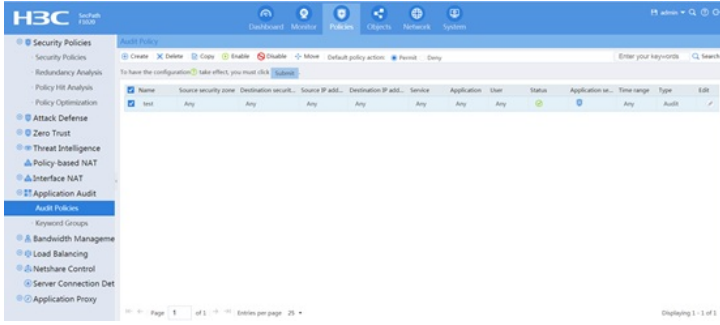 H3C SecPath F1020
Dashboard Monitor Policies Objects Network System
admin
Security Policies
Security Policies
Redundancy Analysis
Policy Hit Analysis
Policy Optimization
Attack Defense
Zero Trust
Threat Intelligence
Policy-based NAT
Interface NAT
Application Audit
Audit Policies
Keyword Groups
Bandwidth Manageme
Load Balancing
Netshare Control
Server Connection Det
Application Proxy
Audit Policy
Create Delete Copy Enable Disable Move Default policy action: Permit Deny Enter your keywords Search
To have the configuration take effect, you must click Submit.
Name Source security zone Destination securit... Source IP add... Destination IP add... Service Application User Status Application se... Time range Type Edit
test Any Any Any Any Any Any Any Any Audit
Page 1 of 1 Entries per page 25 Displaying 1 - 1 of 1